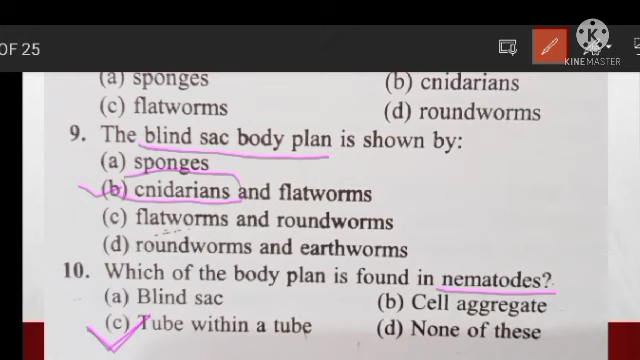 OF 25
KINEMASTER
(a) sponges (b) cnidarians
(c) flatworms (d) roundworms
9. The blind sac body plan is shown by:
(a) sponges
(b) cnidarians and flatworms
(c) flatworms and roundworms
(d) roundworms and earthworms
10. Which of the body plan is found in nematodes?
(a) Blind sac (b) Cell aggregate
(c) Tube within a tube (d) None of these